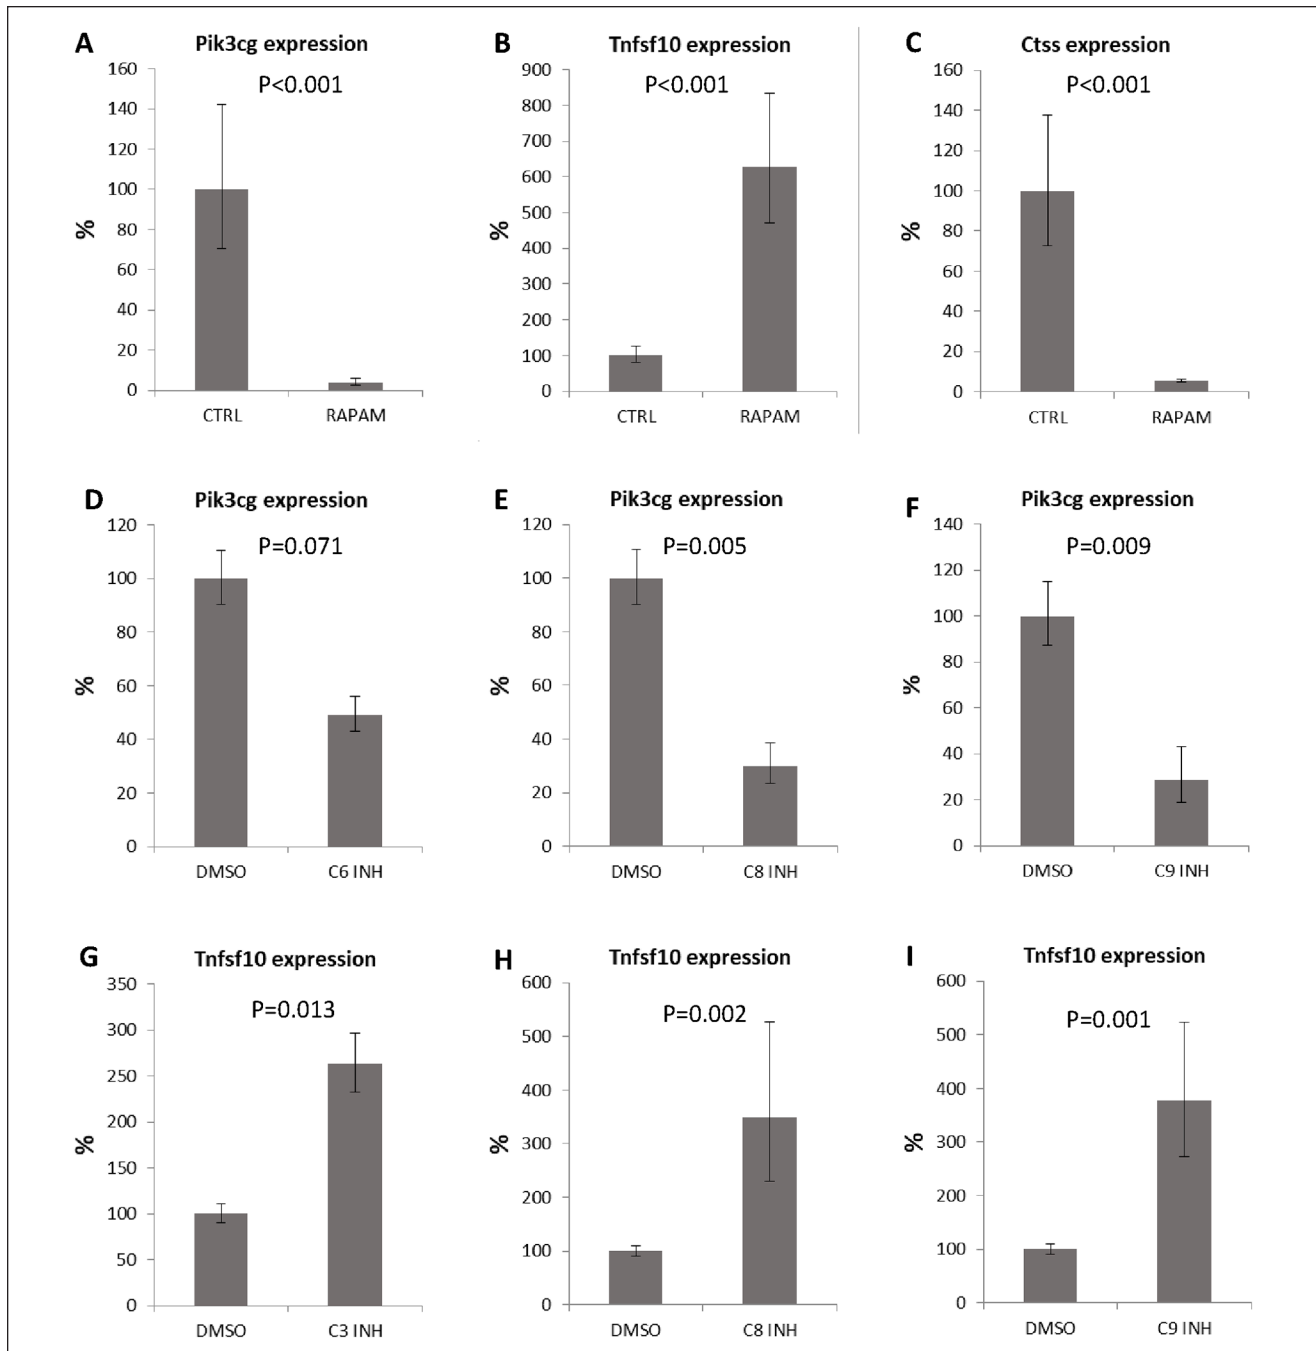 A
Pik3cg expression
P<0.001
160
140
120
100
80
60
40
20
0
%
CTRL
RAPAM
B
Tnfsf10 expression
P<0.001
900
800
700
600
500
400
300
200
100
0
%
CTRL
RAPAM
C
Ctss expression
P<0.001
160
140
120
100
80
60
40
20
0
%
CTRL
RAPAM
D
Pik3cg expression
P=0.071
120
100
80
60
40
20
0
%
DMSO
C6 INH
E
Pik3cg expression
P=0.005
120
100
80
60
40
20
0
%
DMSO
C8 INH
F
Pik3cg expression
P=0.009
140
120
100
80
60
40
20
0
%
DMSO
C9 INH
G
Tnfsf10 expression
P=0.013
350
300
250
200
150
100
50
0
%
DMSO
C3 INH
H
Tnfsf10 expression
P=0.002
600
500
400
300
200
100
0
%
DMSO
C8 INH
I
Tnfsf10 expression
P=0.001
600
500
400
300
200
100
0
%
DMSO
C9 INH